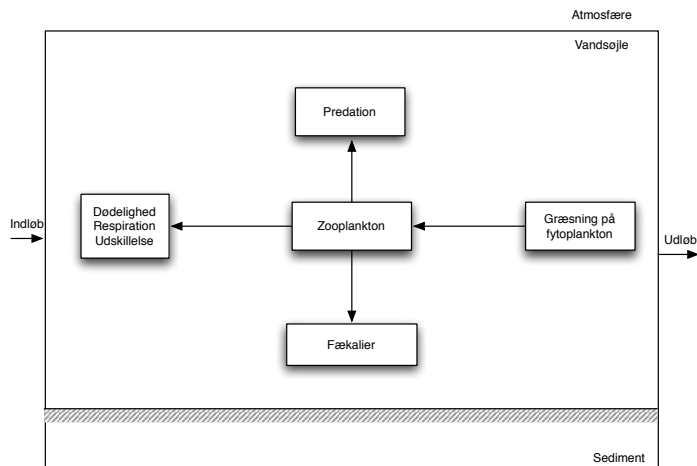 Atmosfære
Vandsøjle
Predation
Indløb
Dødelighed
Respiration
Udskillelse
Zooplankton
Græsning på
fytoplankton
Udløb
Fækalier
Sediment